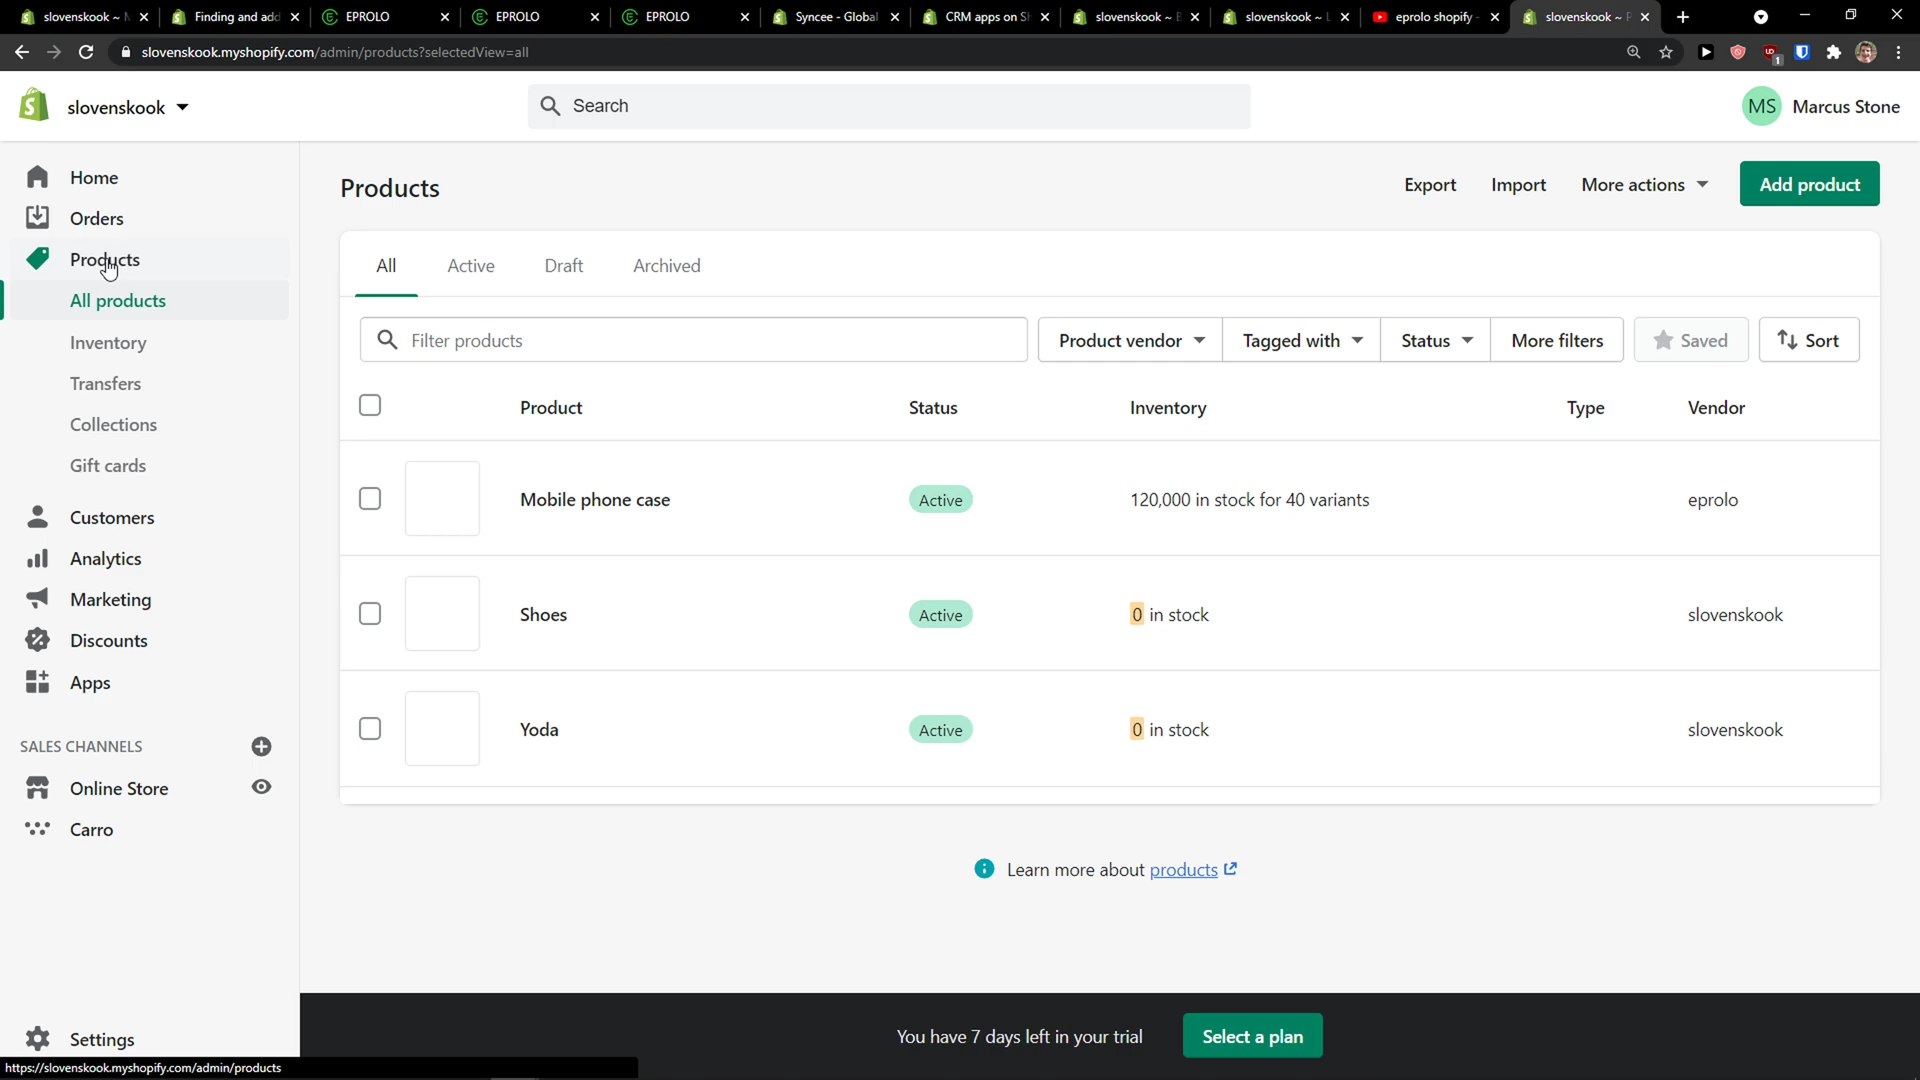 slovenskook ~
Finding and add
EPROLO
EPROLO
EPROLO
Syncee - Global
CRM apps on Sh
slovenskook ~
slovenskook ~
eprolo shopify -
slovenskook ~ P
slovenskook.myshopify.com/admin/products?selectedView=all
1
slovenskook
Search
MS Marcus Stone
Home
Orders
Products
All products
Inventory
Transfers
Collections
Gift cards
Customers
Analytics
Marketing
Discounts
Apps
SALES CHANNELS
Online Store
Carro
Settings
Products
Export Import More actions Add product
All Active Draft Archived
Filter products Product vendor Tagged with Status More filters Saved Sort
Product Status Inventory Type Vendor
Mobile phone case Active 120,000 in stock for 40 variants eprolo
Shoes Active 0 in stock slovenskook
Yoda Active 0 in stock slovenskook
Learn more about products
You have 7 days left in your trial Select a plan
https://slovenskook.myshopify.com/admin/products